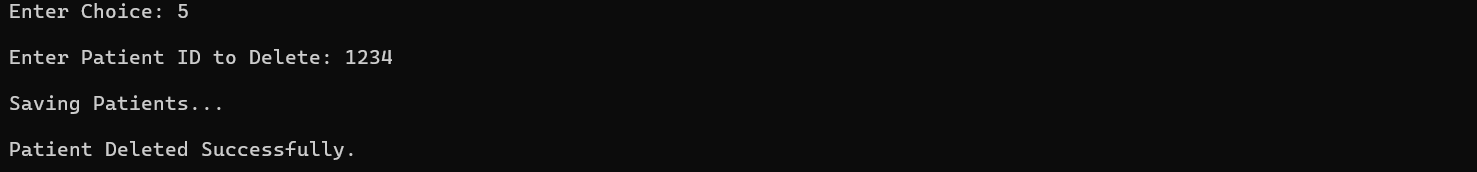 Enter Choice: 5
Enter Patient ID to Delete: 1234
Saving Patients...
Patient Deleted Successfully.